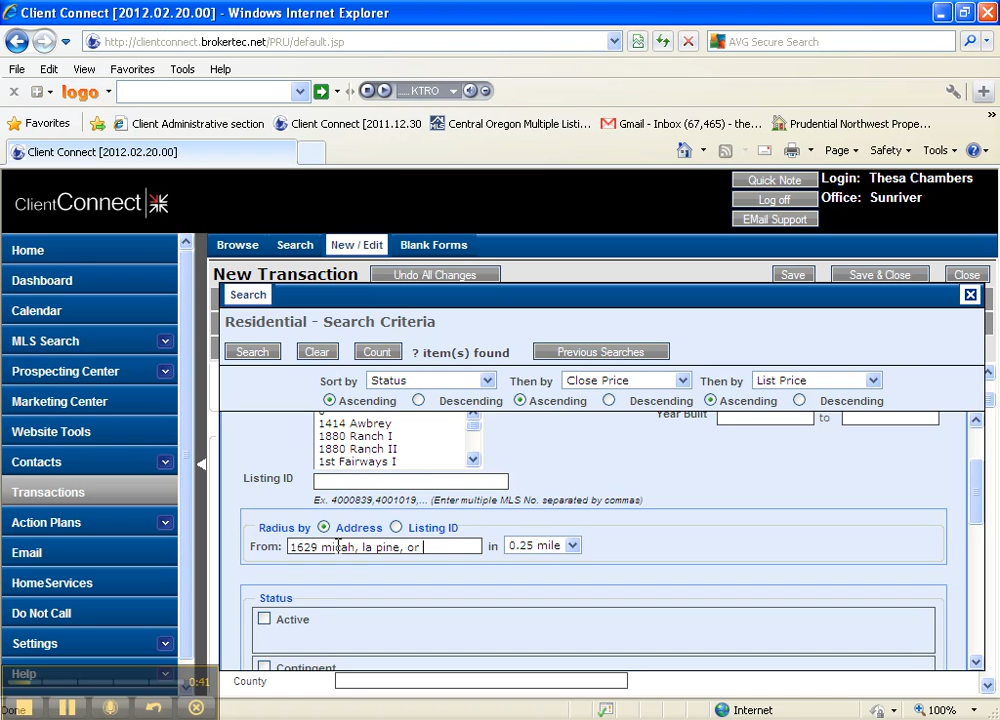 Client Connect [2012.02.20.00] - Windows Internet Explorer
http://clientconnect.brokertec.net/PRU/default.jsp
AVG Secure Search
File Edit View Favorites Tools Help
logo
.....KTRO
Favorites
Client Administrative section
Client Connect [2011.12.30
Central Oregon Multiple Listi...
Gmail - Inbox (67,465) - the...
Prudential Northwest Prope...
Client Connect [2012.02.20.00]
Page Safety Tools
ClientConnect
Quick Note
Log off
EMail Support
Login: Thesa Chambers
Office: Sunriver
Home
Dashboard
Calendar
MLS Search
Prospecting Center
Marketing Center
Website Tools
Contacts
Transactions
Action Plans
Email
HomeServices
Do Not Call
Settings
Help
Browse Search New / Edit Blank Forms
New Transaction
Undo All Changes
Save Save & Close Close
Search
Residential - Search Criteria
Search Clear Count ? item(s) found Previous Searches
Sort by Status Then by Close Price Then by List Price
Ascending Descending Ascending Descending Ascending Descending
1414 Awbrey
1880 Ranch I
1880 Ranch II
1st Fairways I
Year Built to
Listing ID
Ex. 4000839,4001019,... (Enter multiple MLS No. separated by commas)
Radius by Address Listing ID
From: 1629 micah, la pine, or in 0.25 mile
Status
Active
Contingent
County
0:41
Done
Internet
100%